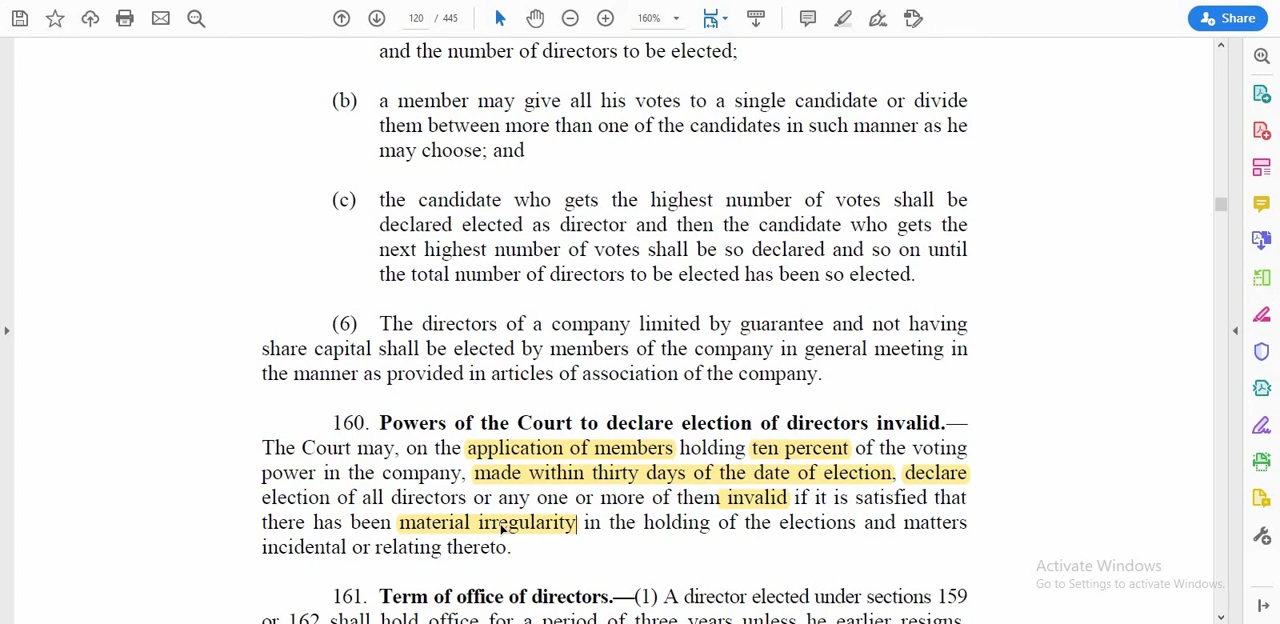 120 / 445
160%
Share
and the number of directors to be elected;
(b) a member may give all his votes to a single candidate or divide
them between more than one of the candidates in such manner as he
may choose; and
(c) the candidate who gets the highest number of votes shall be
declared elected as director and then the candidate who gets the
next highest number of votes shall be so declared and so on until
the total number of directors to be elected has been so elected.
(6) The directors of a company limited by guarantee and not having
share capital shall be elected by members of the company in general meeting in
the manner as provided in articles of association of the company.
160. Powers of the Court to declare election of directors invalid.—
The Court may, on the application of members holding ten percent of the voting
power in the company, made within thirty days of the date of election, declare
election of all directors or any one or more of them invalid if it is satisfied that
there has been material irregularity in the holding of the elections and matters
incidental or relating thereto.
Activate Windows
Go to Settings to activate Windows.
161. Term of office of directors.—(1) A director elected under sections 159
or 162 shall hold office for a period of three years unless he earlier resigns,